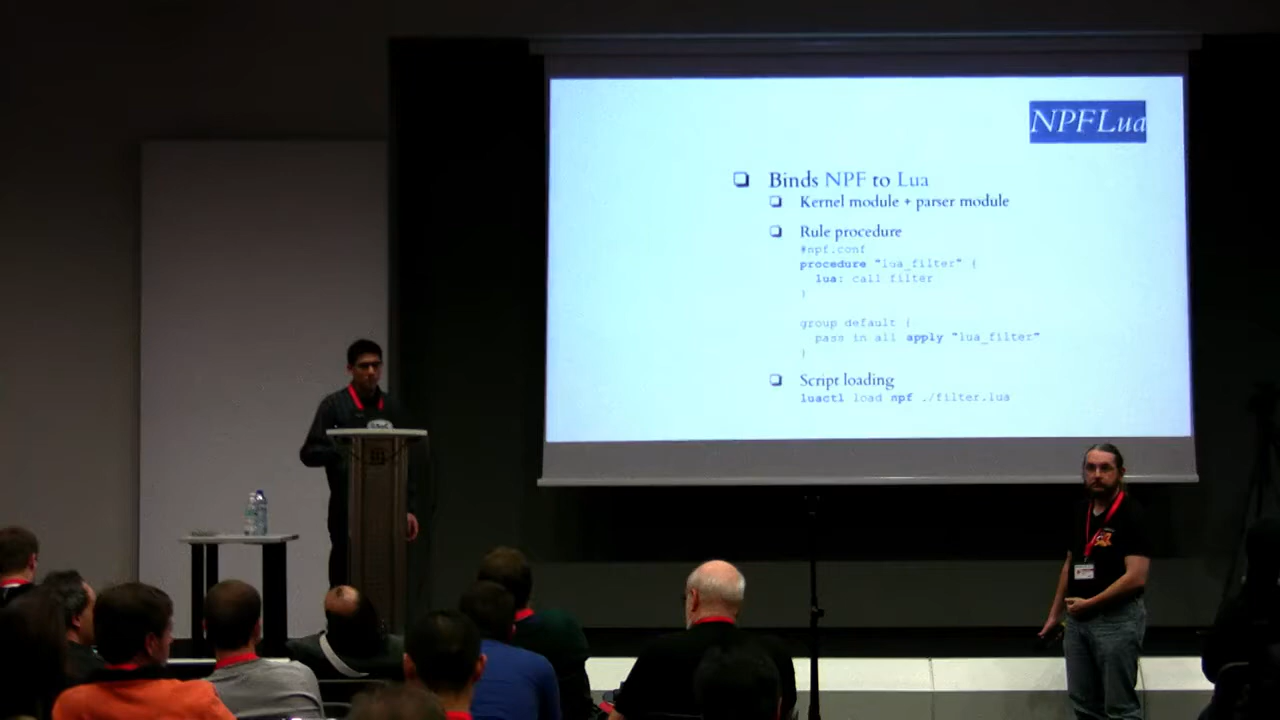 NPFLua
Binds NPF to Lua
Kernel module + parser module
Rule procedure
#npf.conf
procedure "lua_filter" {
lua: call filter
}
group default {
pass in all apply "lua_filter"
}
Script loading
luactl load npf ./filter.lua